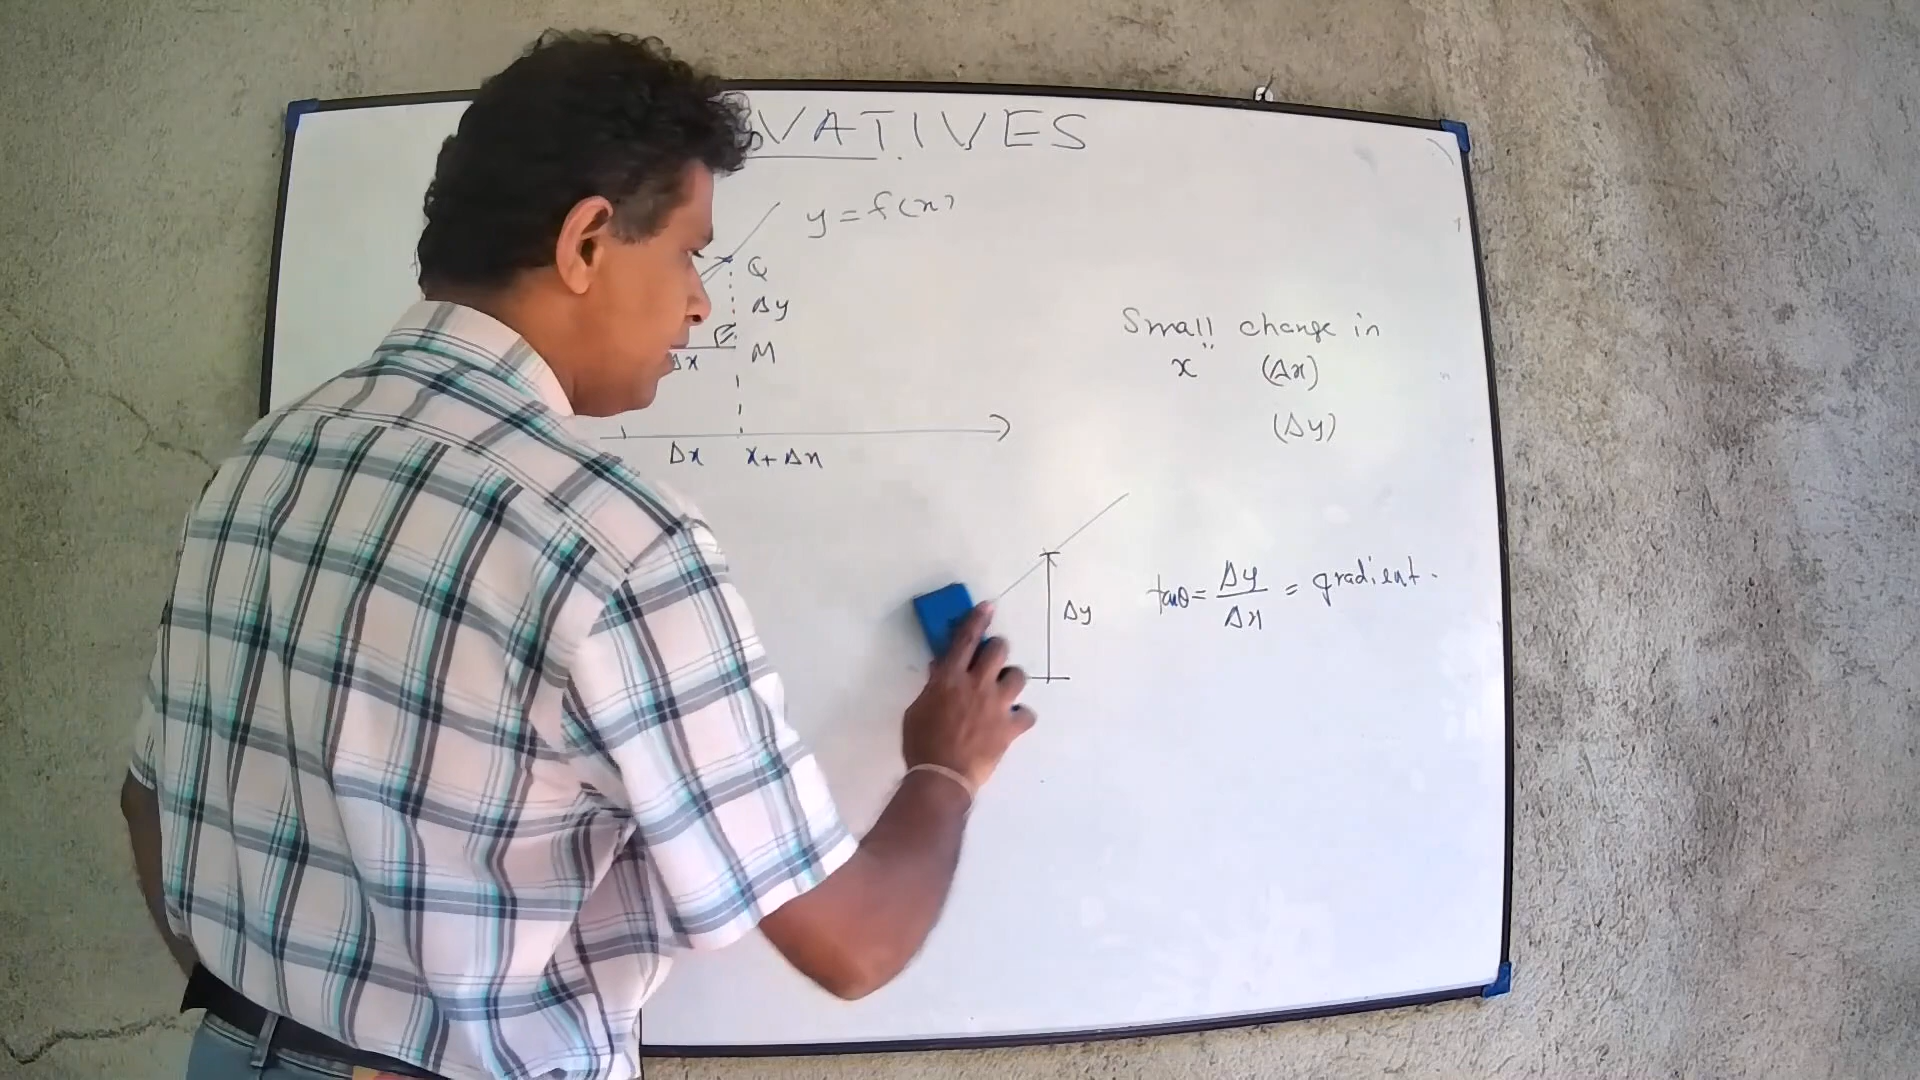 VATIVES
y = f(x)
Q
Δy
M
Δx
Δx x + Δx
Small change in
x (Δx)
(Δy)
Δy
tanθ = Δy/Δx = gradient.